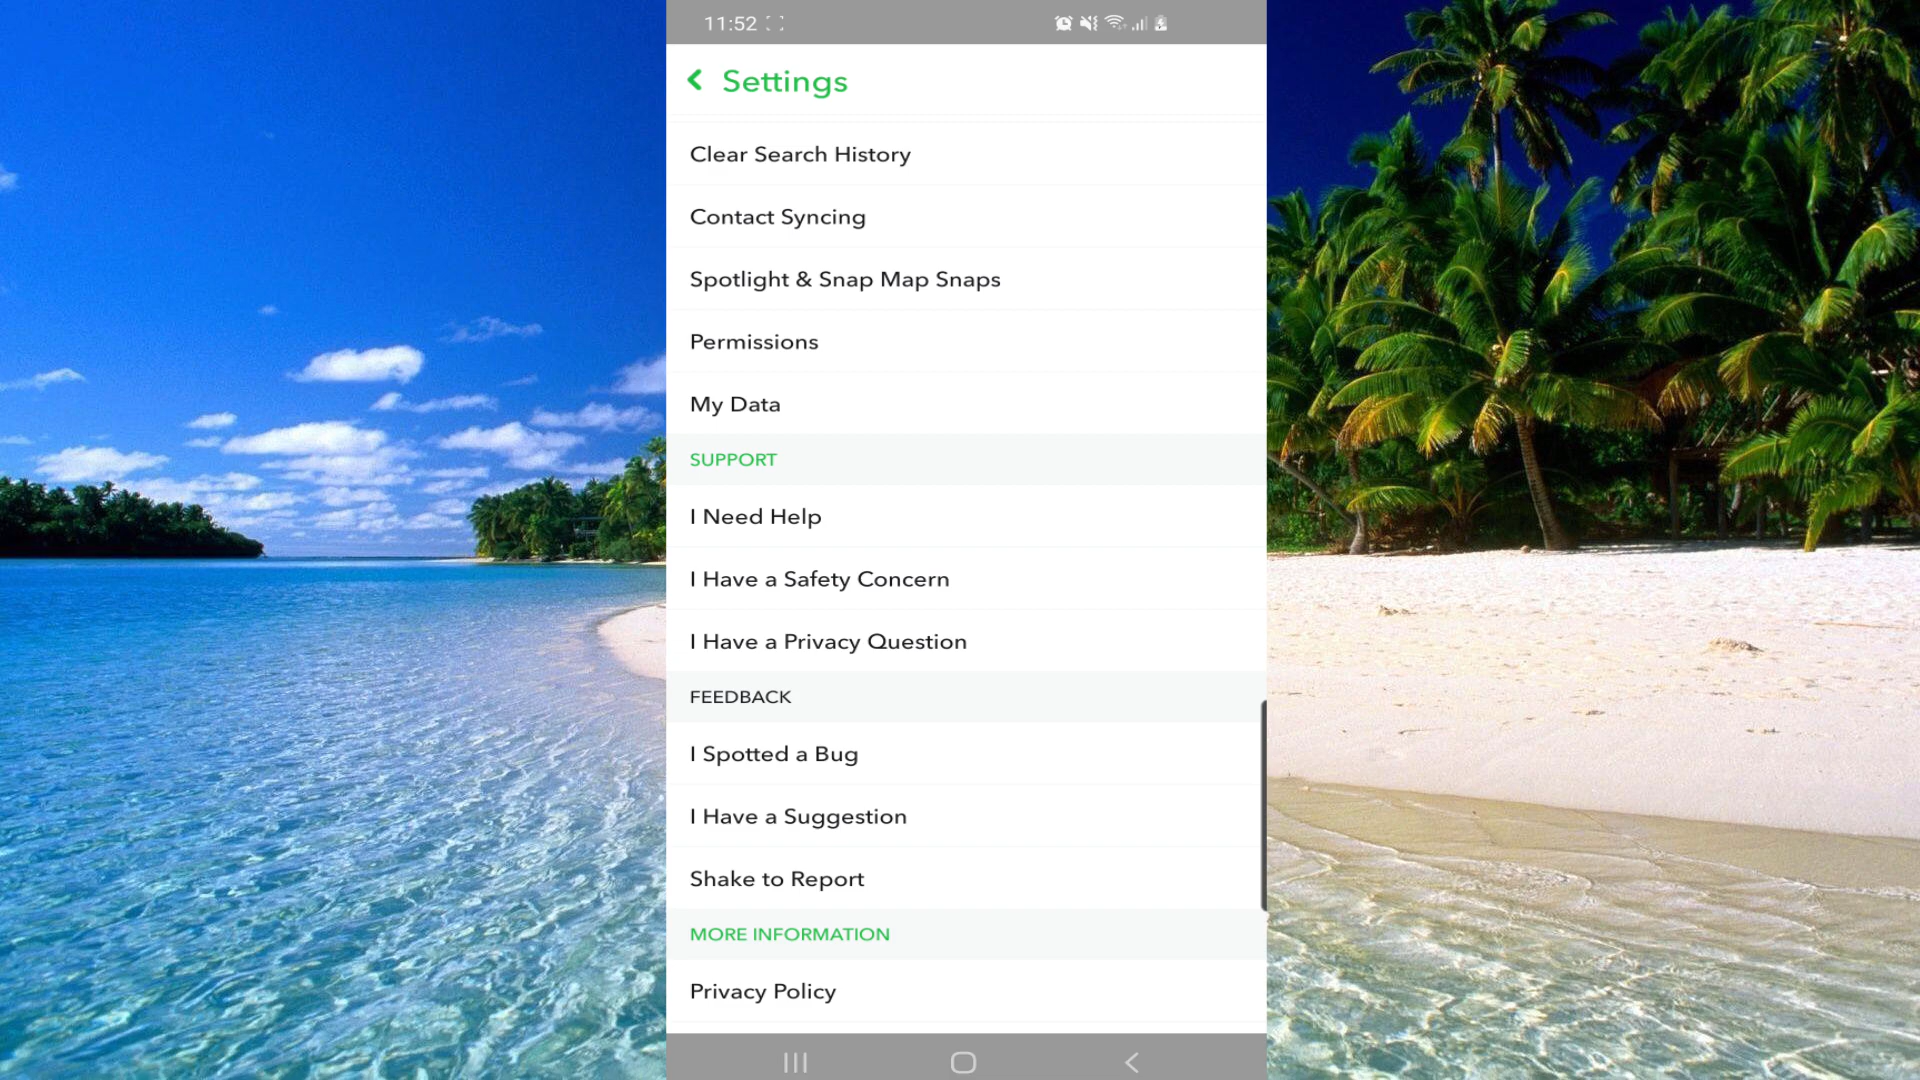 11:52
Settings
Clear Search History
Contact Syncing
Spotlight & Snap Map Snaps
Permissions
My Data
SUPPORT
I Need Help
I Have a Safety Concern
I Have a Privacy Question
FEEDBACK
I Spotted a Bug
I Have a Suggestion
Shake to Report
MORE INFORMATION
Privacy Policy